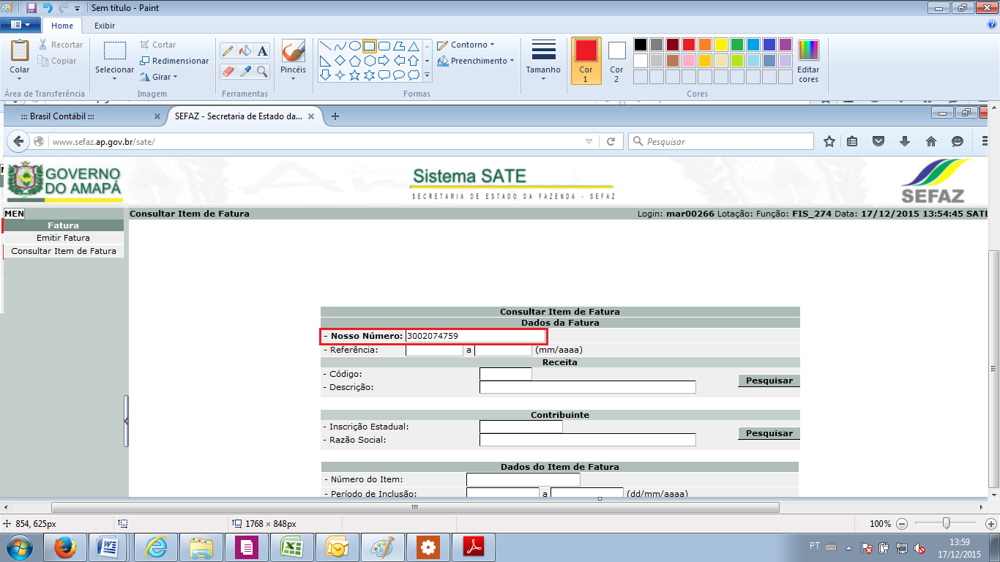 Sem título - Paint
Home
Exibir
Colar
Recortar
Copiar
Área de Transferência
Selecionar
Cortar
Redimensionar
Girar
Imagem
A
Ferramentas
Pincéis
Contorno
Preenchimento
Formas
Tamanho
Cor
1
Cor
2
Editar
cores
Cores
::: Brasil Contábil :::
SEFAZ - Secretaria de Estado da...
www.sefaz.ap.gov.br/sate/
Pesquisar
GOVERNO
DO AMAPÁ
Sistema SATE
SECRETARIA DE ESTADO DA FAZENDA - SEFAZ
SEFAZ
MEN
Consultar Item de Fatura
Login: mar00266 Lotação: Função: FIS_274 Data: 17/12/2015 13:54:45 SATE
Fatura
Emitir Fatura
Consultar Item de Fatura
Consultar Item de Fatura
Dados da Fatura
- Nosso Número: 3002074759
- Referência: a (mm/aaaa)
Receita
- Código:
Pesquisar
- Descrição:
Contribuinte
- Inscrição Estadual:
Pesquisar
- Razão Social:
Dados do Item de Fatura
- Número do Item:
- Período de Inclusão: a (dd/mm/aaaa)
854, 625px
1768 × 848px
100%
PT
13:59
17/12/2015